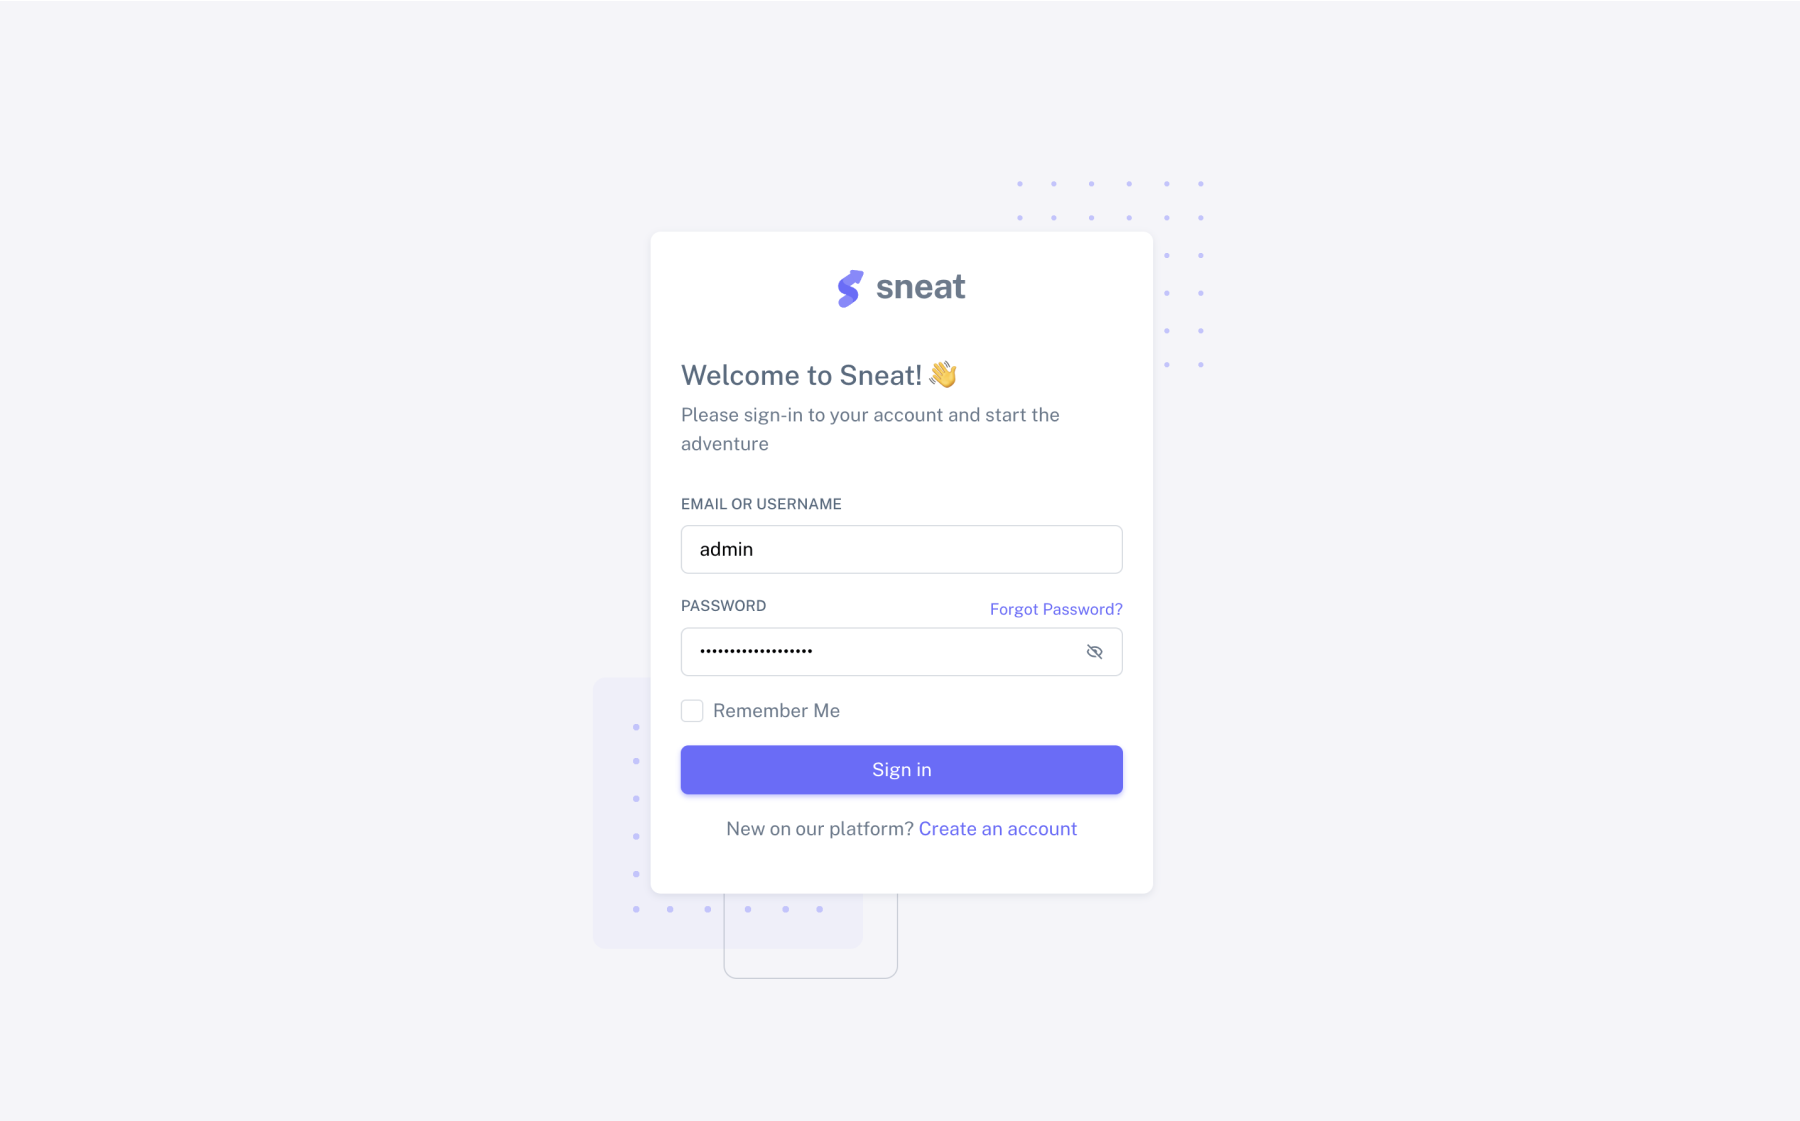 sneat
Welcome to Sneat! 👋
Please sign-in to your account and start the
adventure
EMAIL OR USERNAME
admin
PASSWORD
Forgot Password?
•••••••••••••••••••
Remember Me
Sign in
New on our platform? Create an account